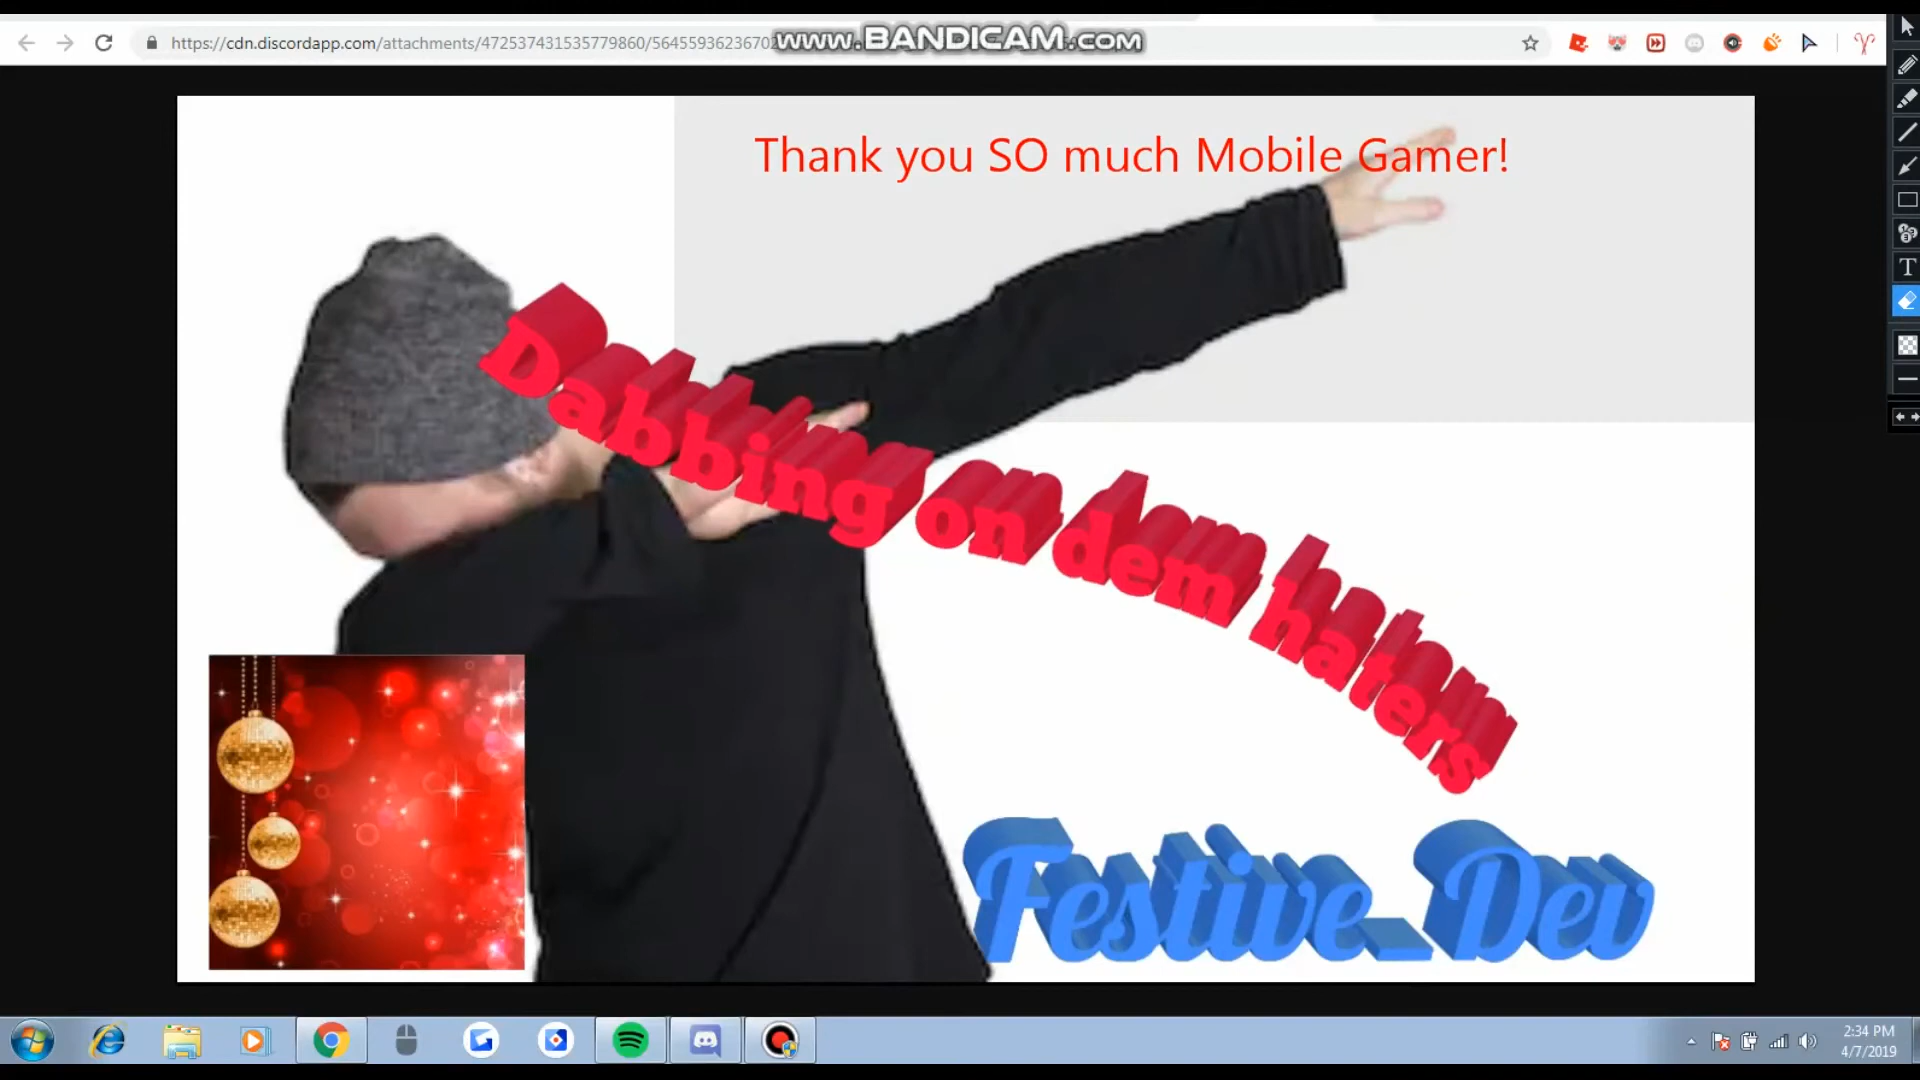 https://cdn.discordapp.com/attachments/472537431535779860/56455936236702
www.BANDICAM.com
Thank you SO much Mobile Gamer!
Dabbing on dem haters
Festive_Dev
T
2:34 PM
4/7/2019